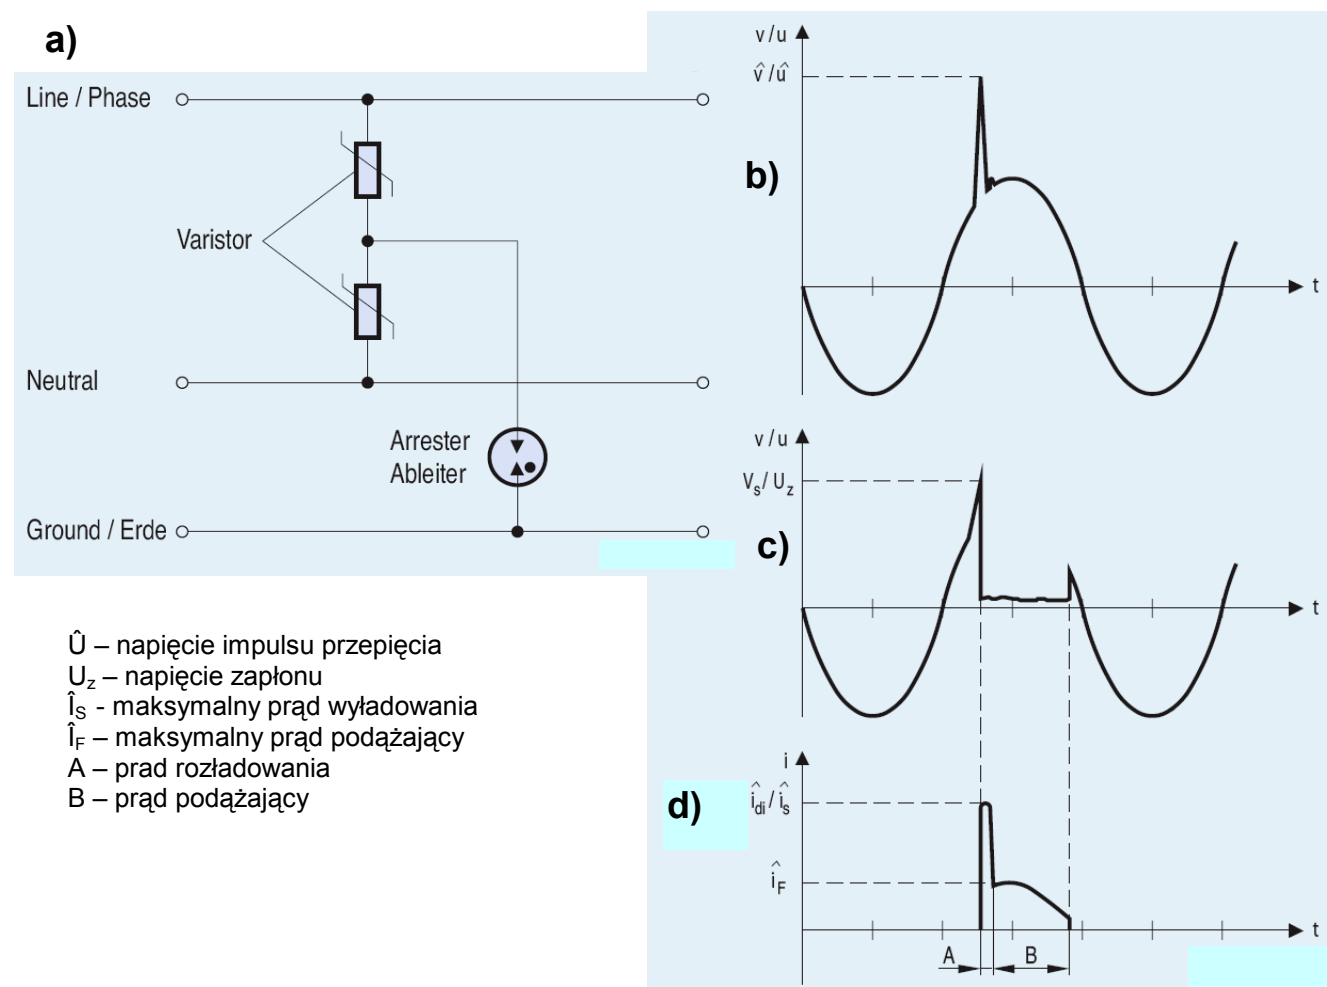 a)
Line / Phase
Varistor
Neutral
Arrester
Ableiter
Ground / Erde
Û – napięcie impulsu przepięcia
Uz – napięcie zapłonu
ÎS - maksymalny prąd wyładowania
ÎF – maksymalny prąd podążający
A – prad rozładowania
B – prąd podążający
v / u
v̂ / û
b)
t
v / u
Vs / Uz
c)
t
i
d)
îdi / îs
îF
t
A
B